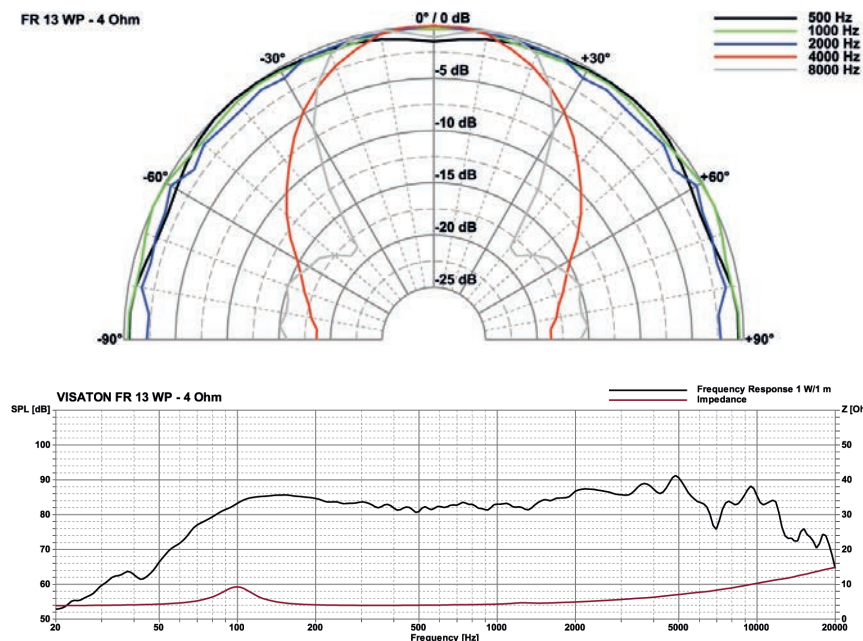 FR 13 WP - 4 Ohm
0° / 0 dB
500 Hz
1000 Hz
2000 Hz
4000 Hz
8000 Hz
-30°
+30°
-5 dB
-10 dB
-60°
+60°
-15 dB
-20 dB
-25 dB
-90°
+90°
VISATON FR 13 WP - 4 Ohm
Frequency Response 1 W/1 m
Impedance
SPL [dB]
Z [Oh
100
50
90
40
80
30
70
20
60
10
50
0
20
50
100
200
500
1000
2000
5000
10000
20000
Frequency [Hz]